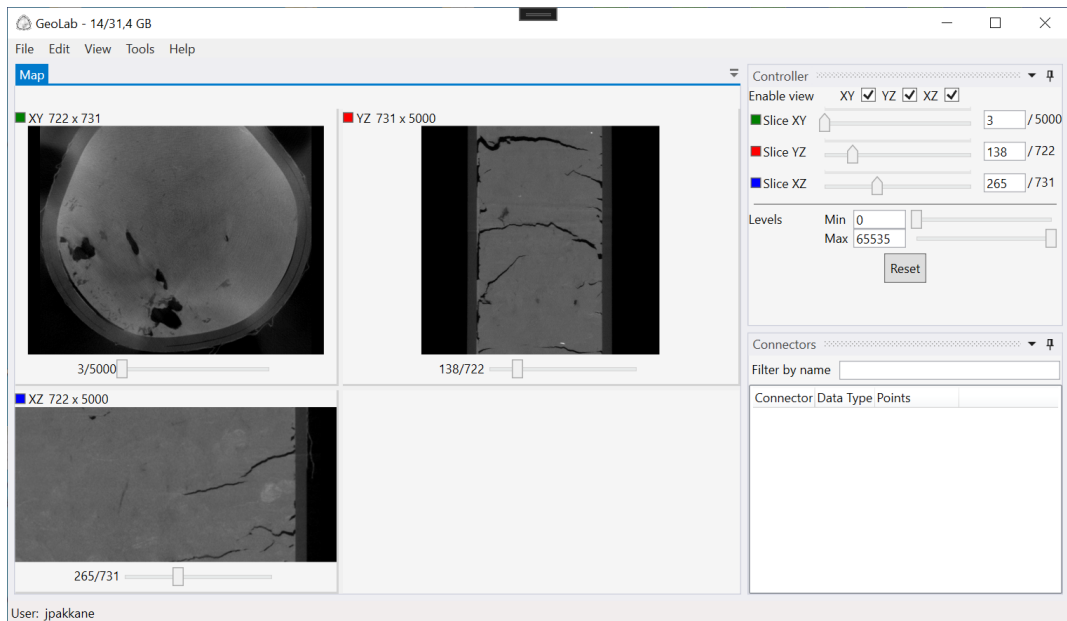 GeoLab - 14/31,4 GB
File Edit View Tools Help
Map
XY 722 x 731
3/5000
YZ 731 x 5000
138/722
XZ 722 x 5000
265/731
Controller
Enable view XY YZ XZ
Slice XY 3 /5000
Slice YZ 138 /722
Slice XZ 265 /731
Levels Min 0
Max 65535
Reset
Connectors
Filter by name
Connector Data Type Points
User: jpakkane